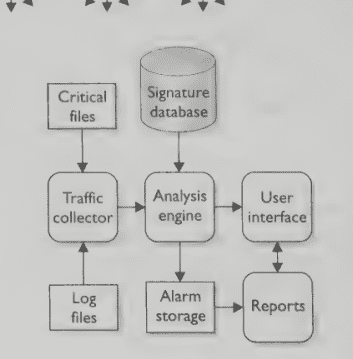 Critical
files
Signature
database
Traffic
collector
Analysis
engine
User
interface
Log
files
Alarm
storage
Reports